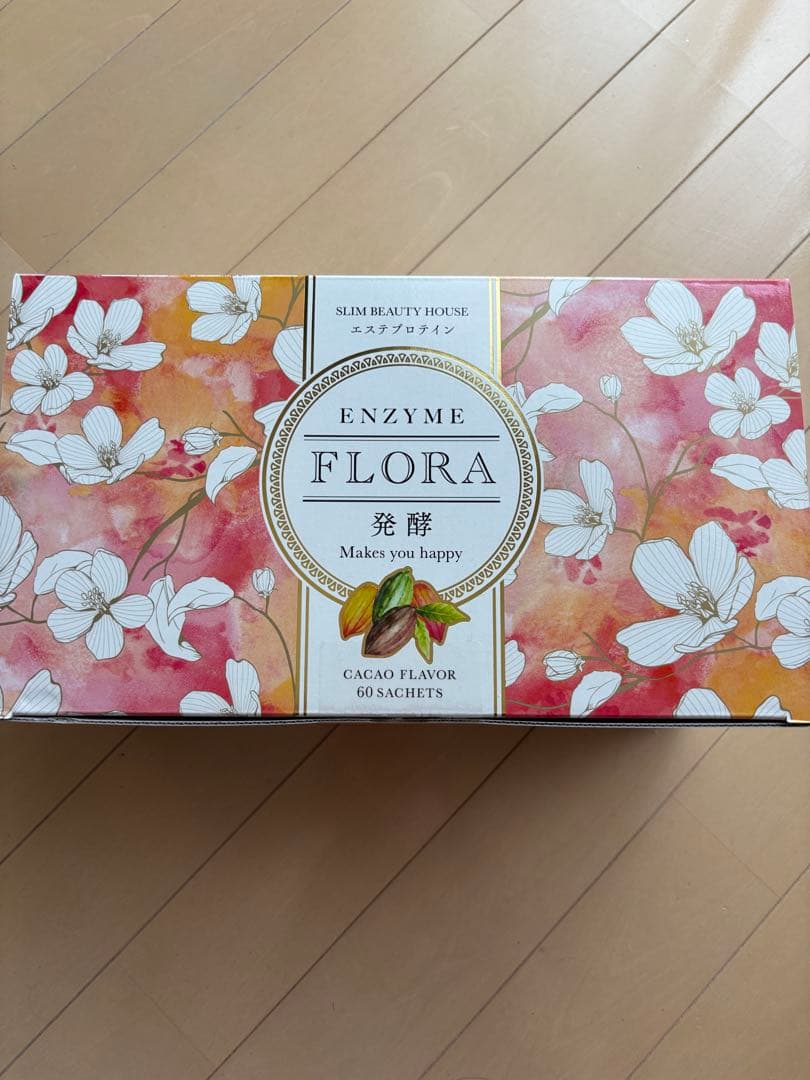 SLIM BEAUTY HOUSE
エステプロテイン
ENZYME
FLORA
発酵
Makes you happy
CACAO FLAVOR
60 SACHETS